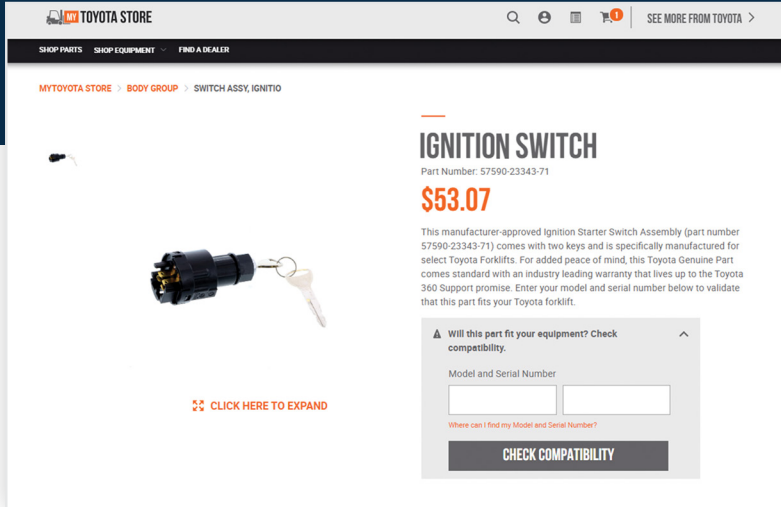 MY TOYOTA STORE
1
SEE MORE FROM TOYOTA >
SHOP PARTS SHOP EQUIPMENT FIND A DEALER
MYTOYOTA STORE > BODY GROUP > SWITCH ASSY, IGNITIO
IGNITION SWITCH
Part Number: 57590-23343-71
$53.07
This manufacturer-approved Ignition Starter Switch Assembly (part number
57590-23343-71) comes with two keys and is specifically manufactured for
select Toyota Forklifts. For added peace of mind, this Toyota Genuine Part
comes standard with an industry leading warranty that lives up to the Toyota
360 Support promise. Enter your model and serial number below to validate
that this part fits your Toyota forklift.
Will this part fit your equipment? Check
compatibility.
Model and Serial Number
Where can I find my Model and Serial Number?
CHECK COMPATIBILITY
CLICK HERE TO EXPAND